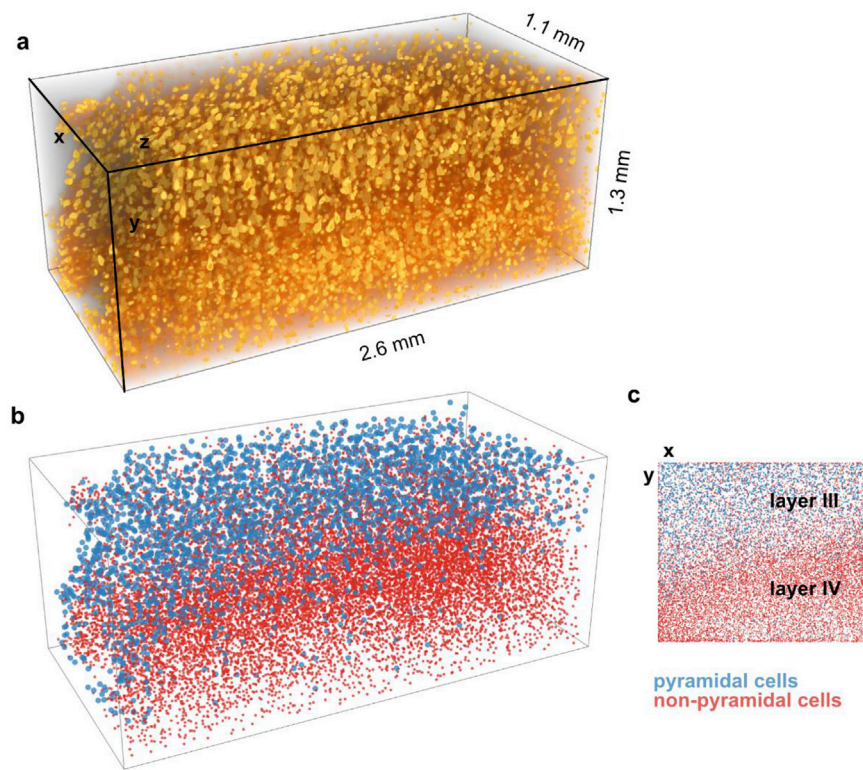 a
1.1 mm
x
z
y
1.3 mm
2.6 mm
b
c
x
y
layer III
layer IV
pyramidal cells
non-pyramidal cells